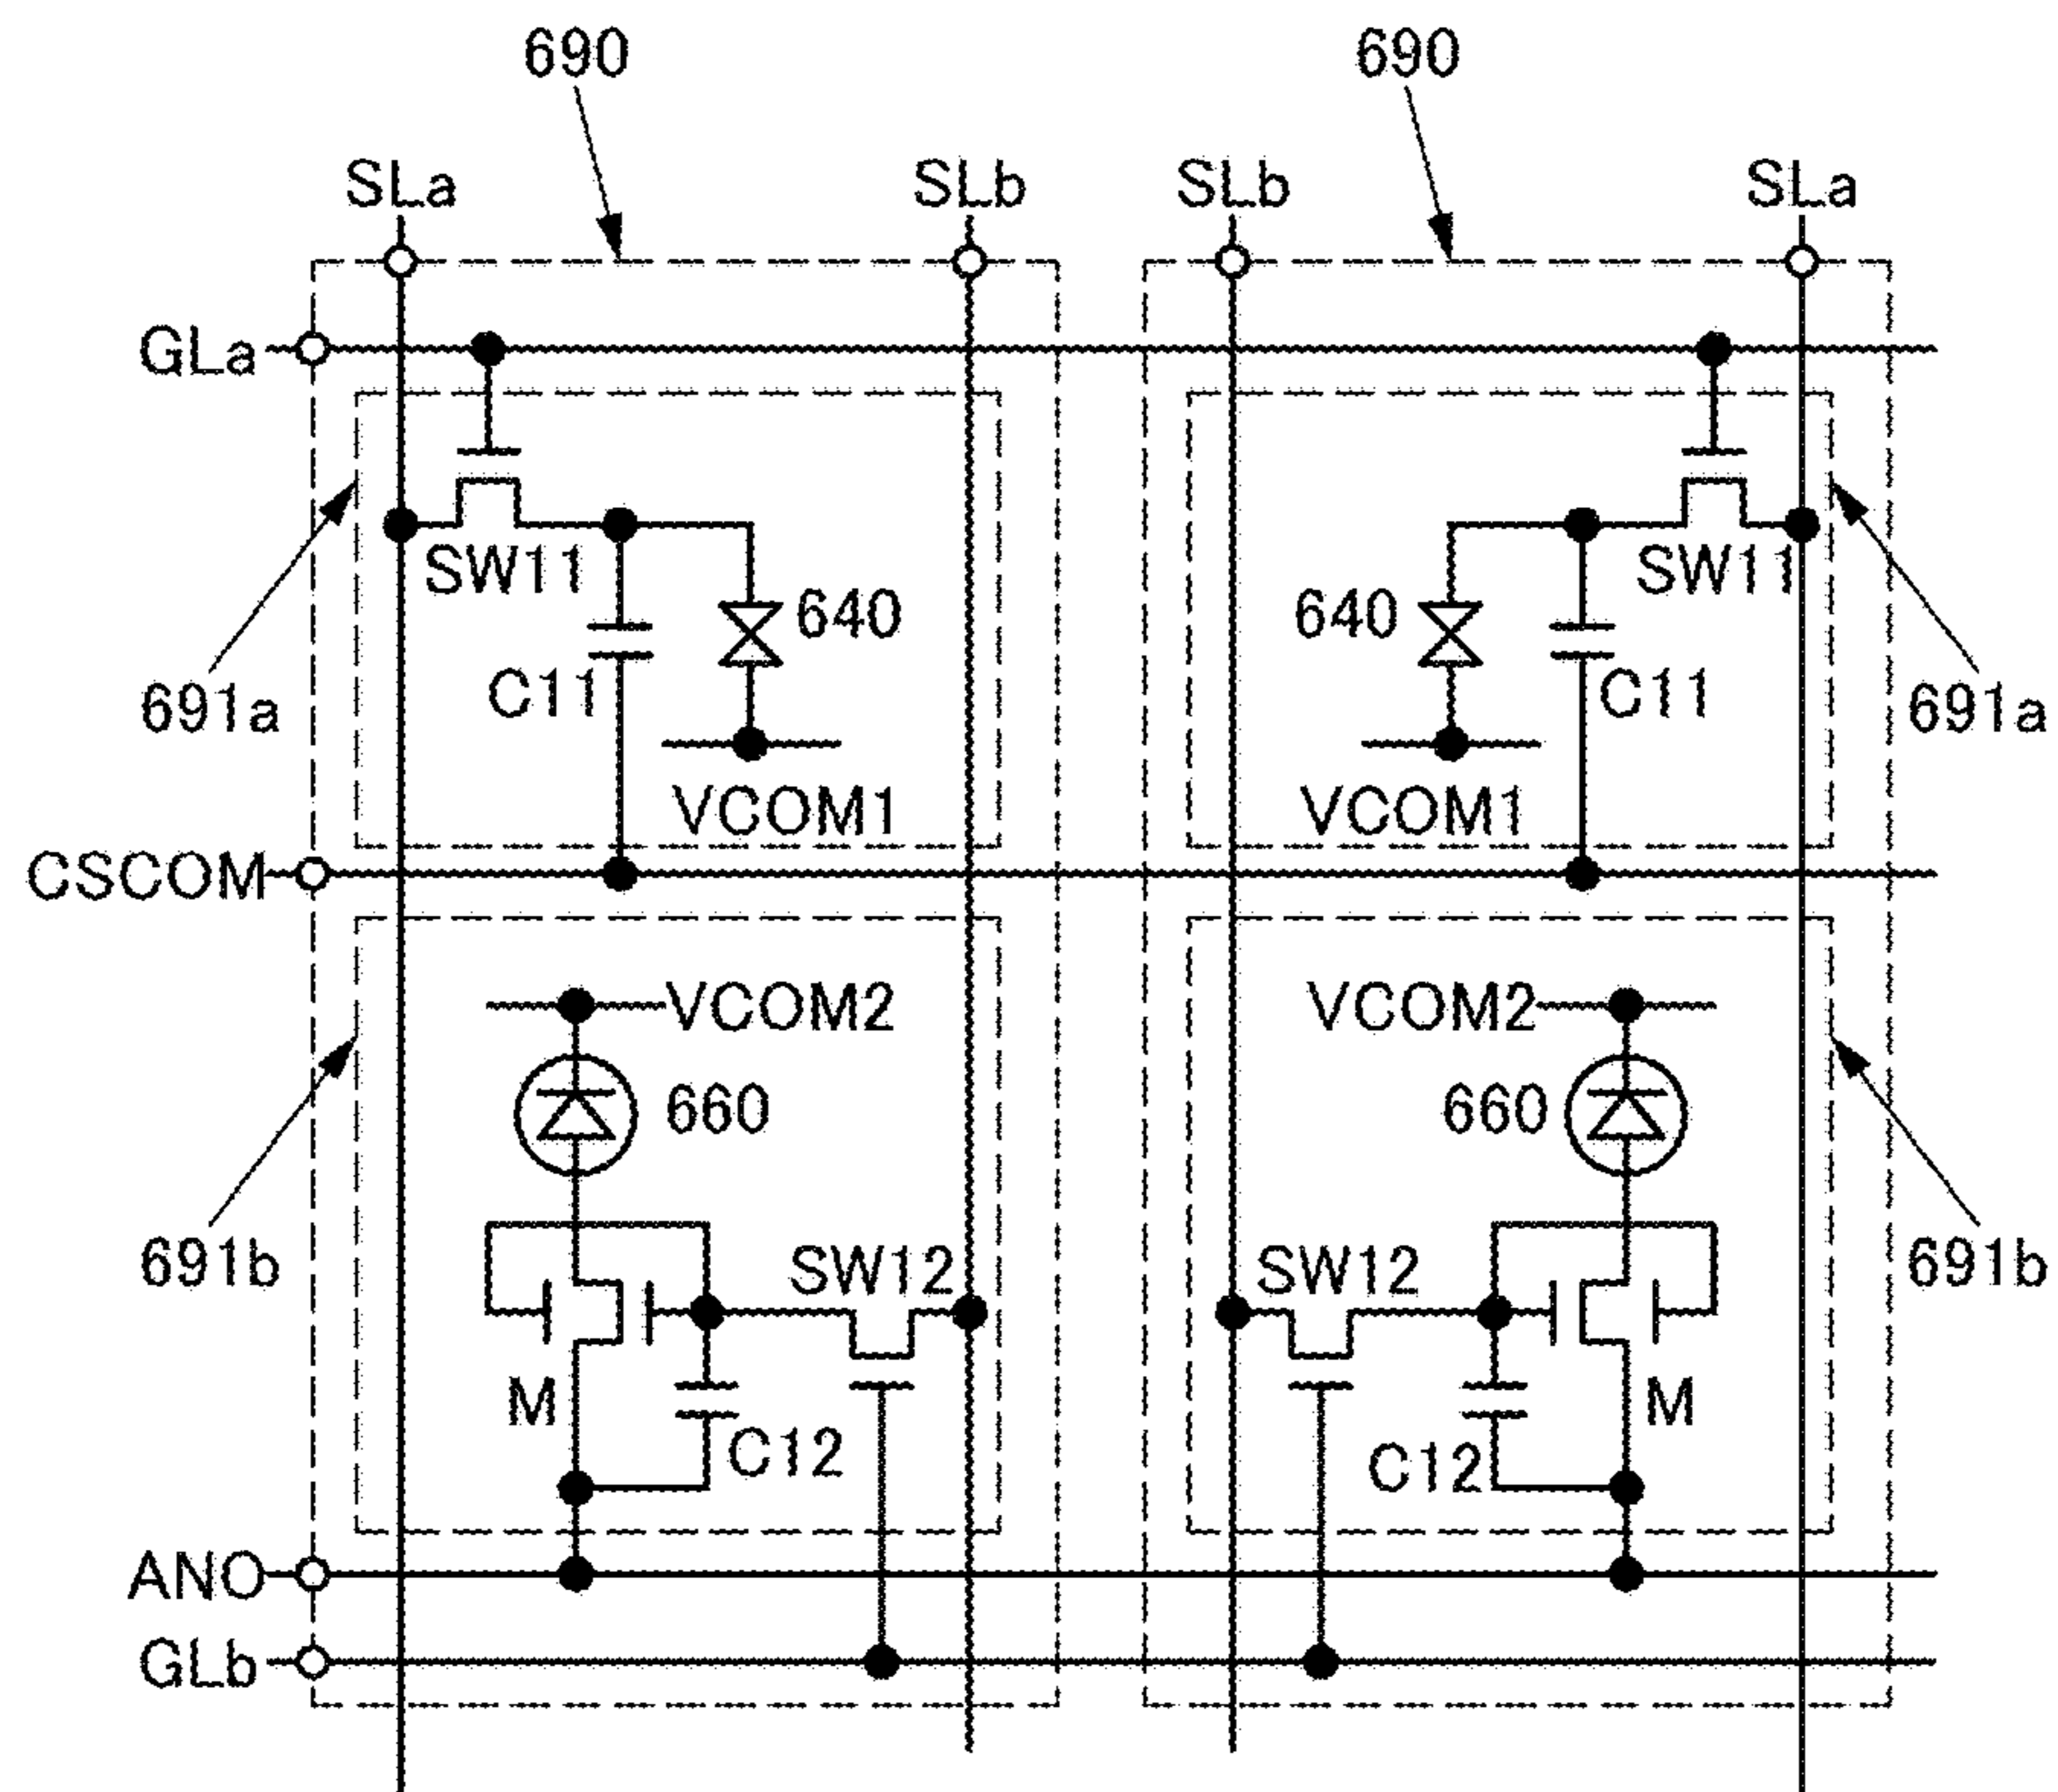 690 690
SLa SLb SLb SLa
GLa
SW11 SW11
640 640
691a C11 C11 691a
VCOM1 VCOM1
CSCOM
VCOM2 VCOM2
660 660
691b SW12 SW12 691b
M C12 C12 M
ANO
GLb